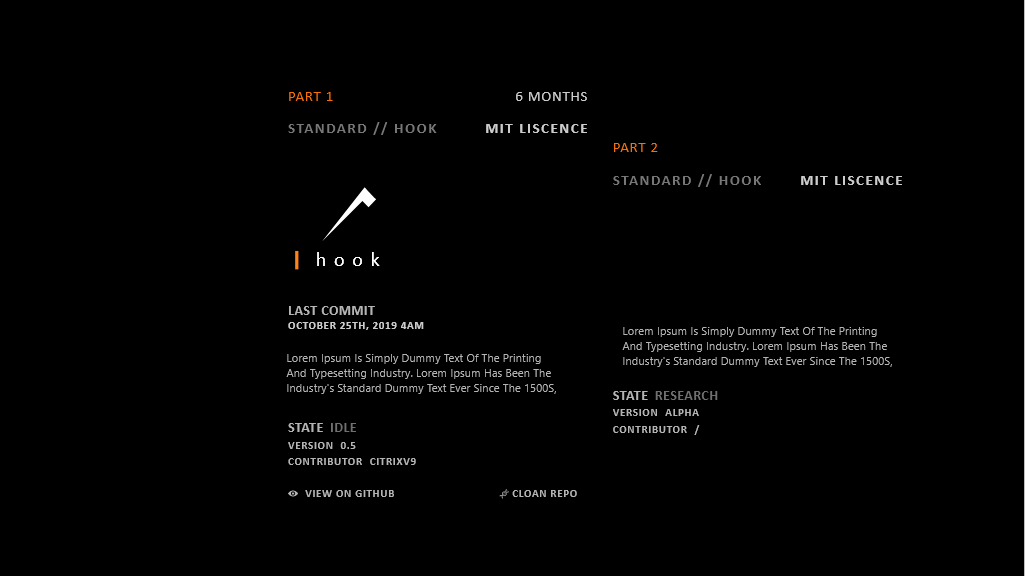 PART 1
6 MONTHS
STANDARD // HOOK
MIT LISCENCE
hook
LAST COMMIT
OCTOBER 25TH, 2019 4AM
Lorem Ipsum Is Simply Dummy Text Of The Printing
And Typesetting Industry. Lorem Ipsum Has Been The
Industry's Standard Dummy Text Ever Since The 1500S,
STATE IDLE
VERSION 0.5
CONTRIBUTOR CITRIXV9
VIEW ON GITHUB
CLOAN REPO
PART 2
STANDARD // HOOK
MIT LISCENCE
Lorem Ipsum Is Simply Dummy Text Of The Printing
And Typesetting Industry. Lorem Ipsum Has Been The
Industry's Standard Dummy Text Ever Since The 1500S,
STATE RESEARCH
VERSION ALPHA
CONTRIBUTOR /